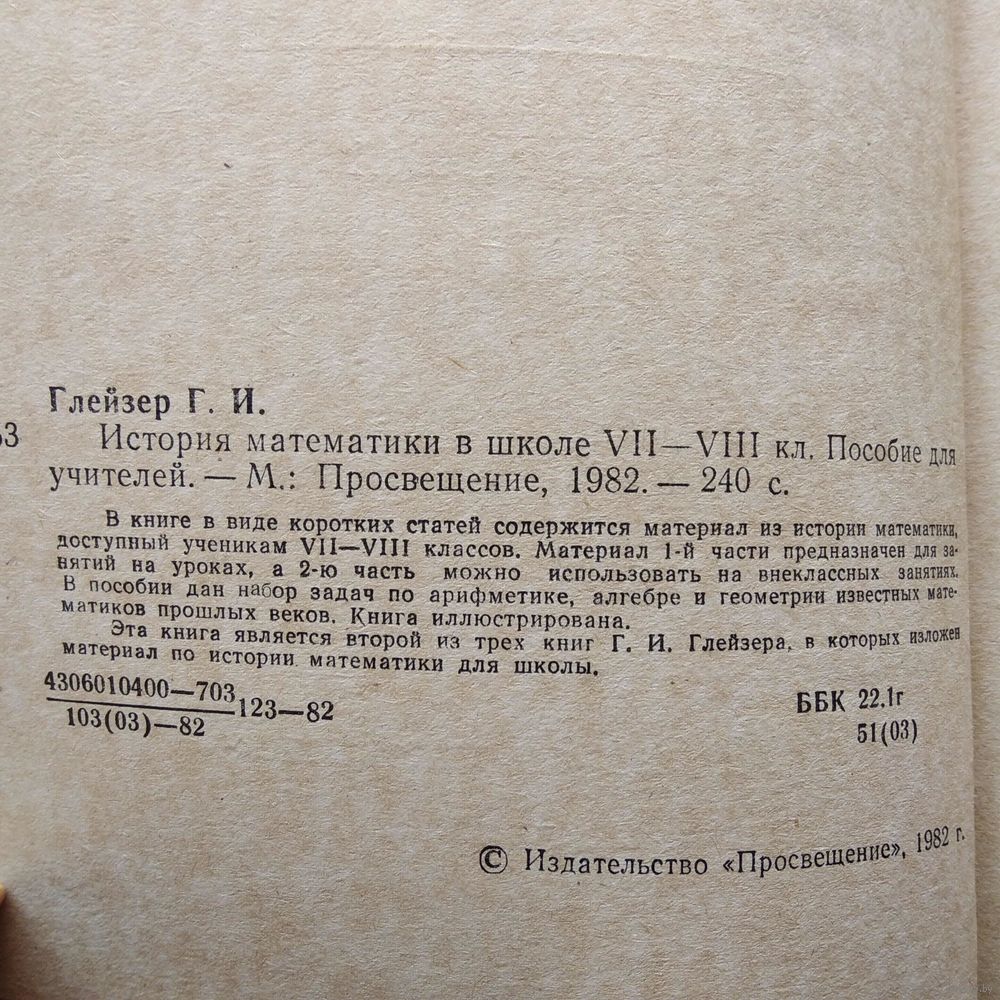 Глейзер Г. И.
История математики в школе VII—VIII кл. Пособие для
учителей. — М.: Просвещение, 1982. — 240 с.
В книге в виде коротких статей содержится материал из истории математики,
доступный ученикам VII—VIII классов. Материал 1-й части предназначен для за-
нятий на уроках, а 2-ю часть можно использовать на внеклассных занятиях.
В пособии дан набор задач по арифметике, алгебре и геометрии известных мате-
матиков прошлых веков. Книга иллюстрирована.
Эта книга является второй из трех книг Г. И. Глейзера, в которых изложен
материал по истории математики для школы.
4306010400—703
103(03)—82
123—82
ББК 22.1г
51(03)
© Издательство «Просвещение», 1982 г.